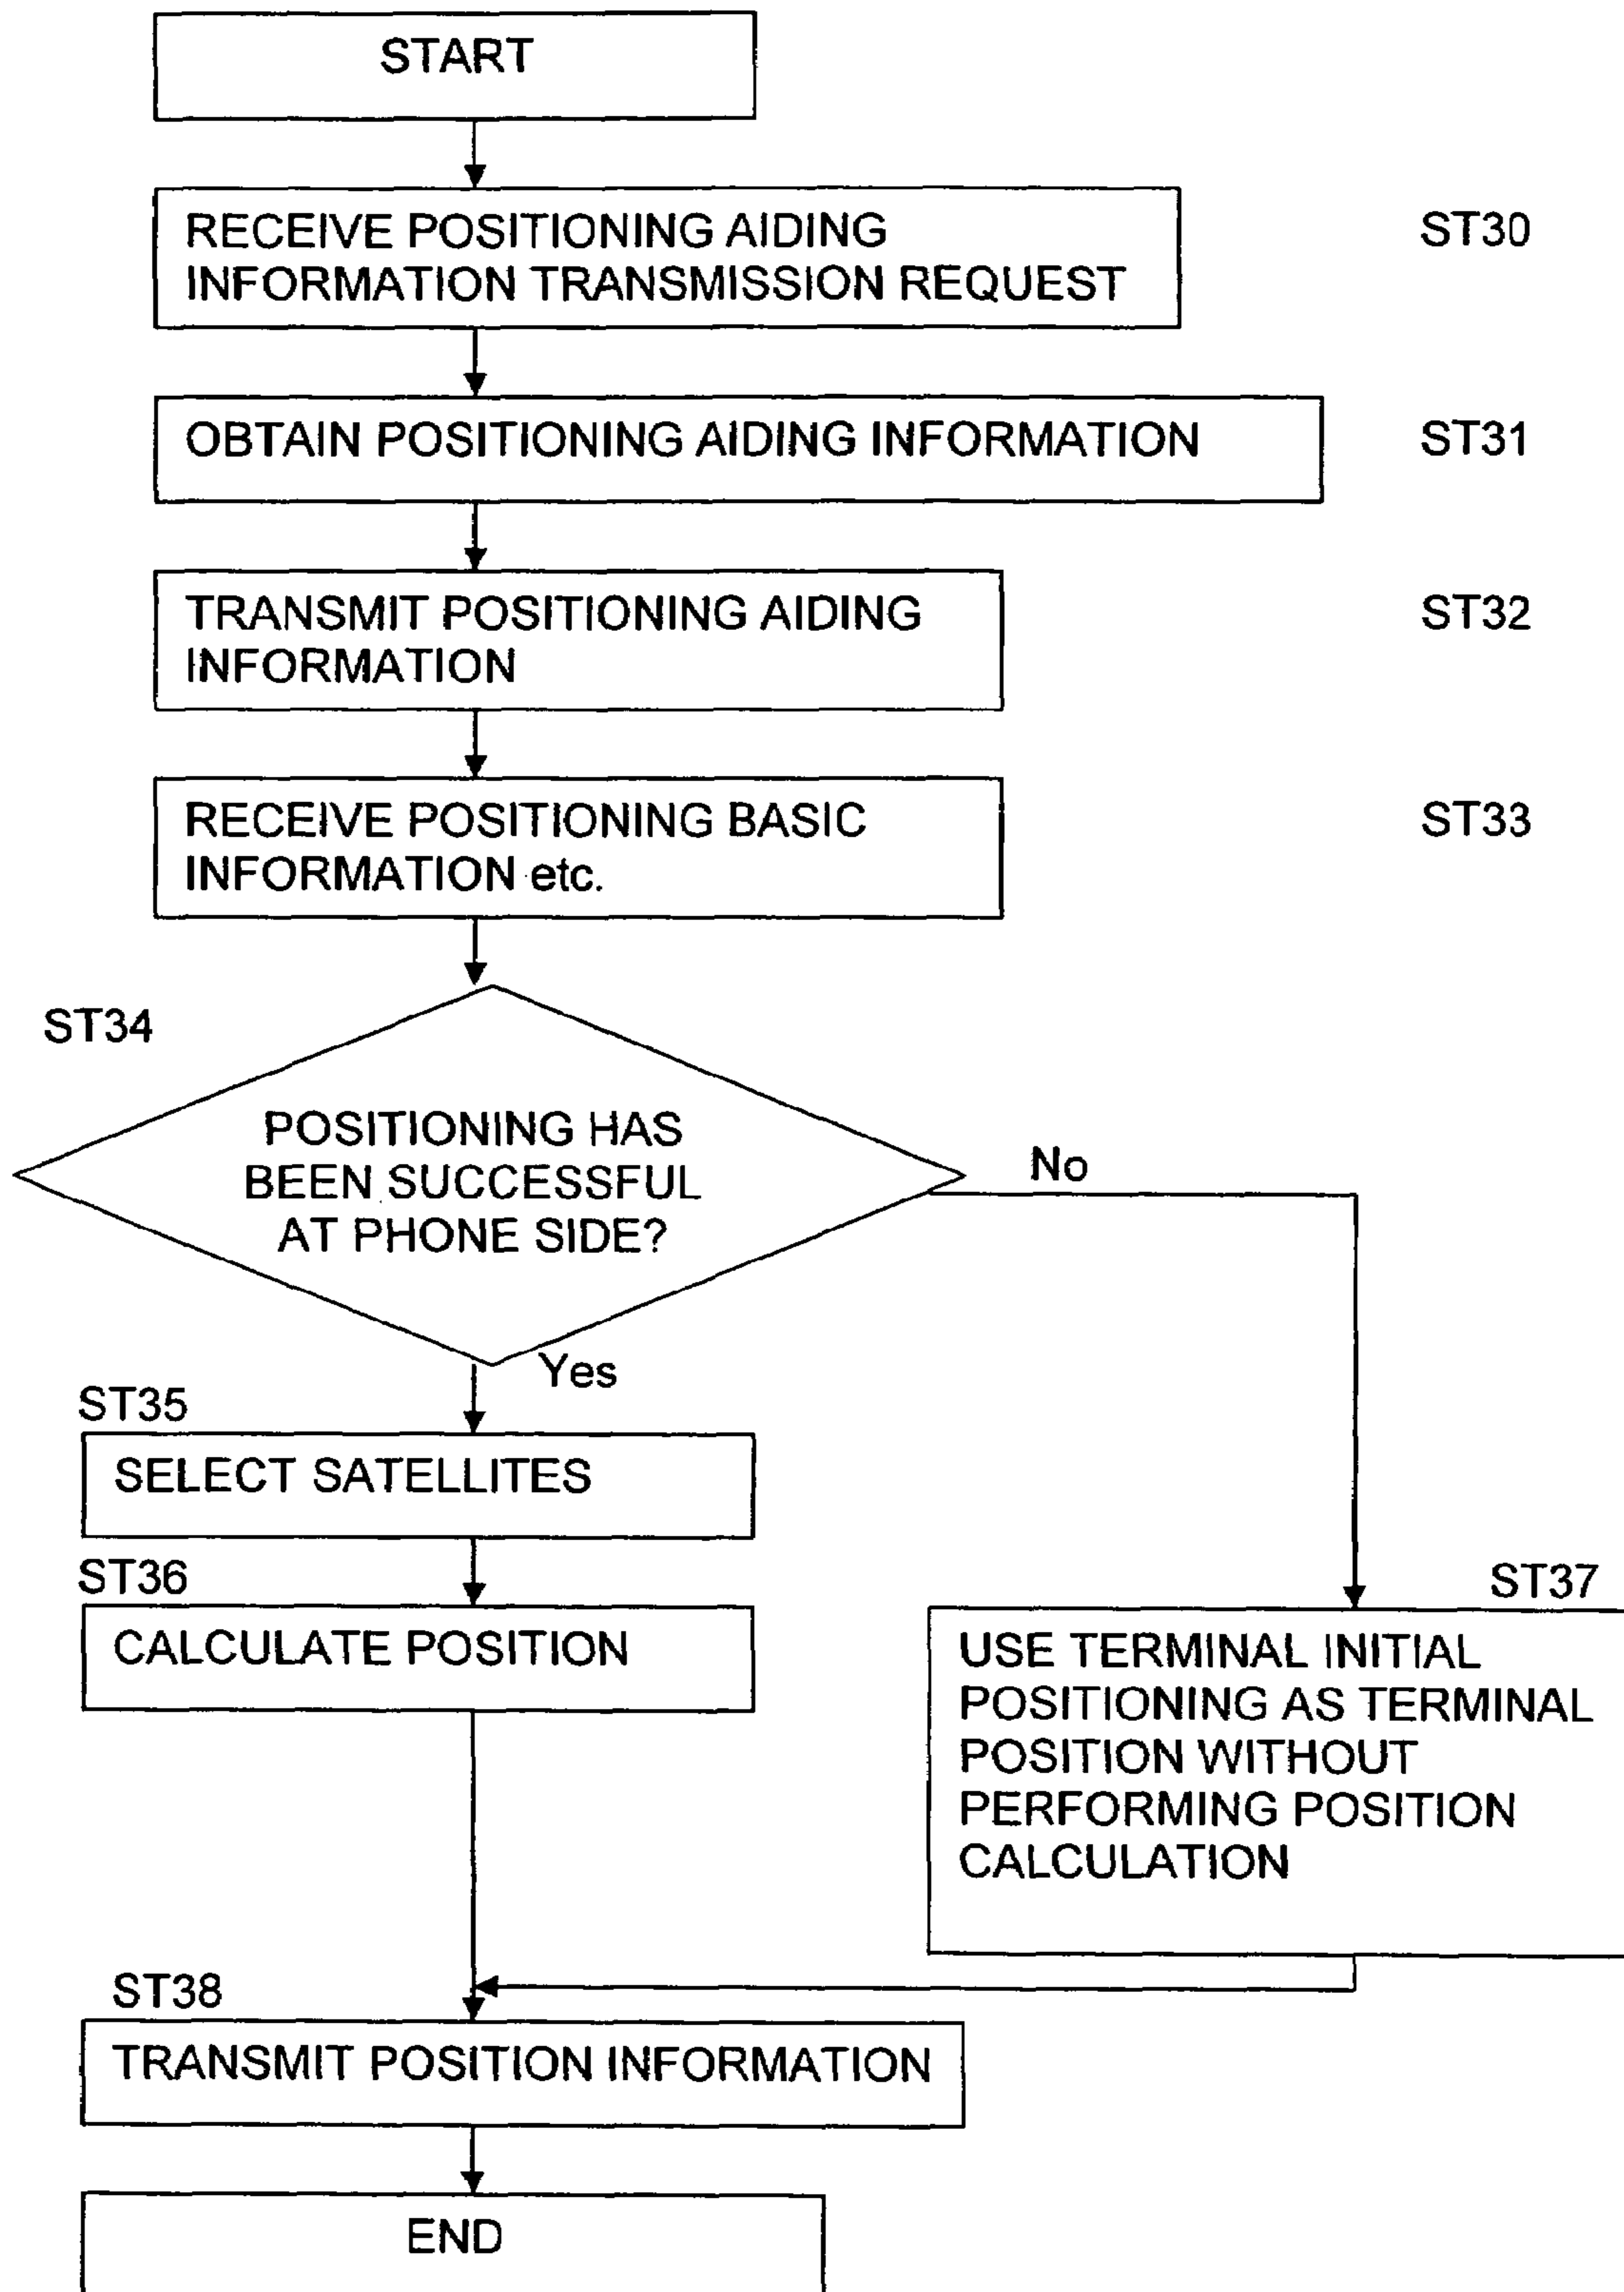 START
RECEIVE POSITIONING AIDING
INFORMATION TRANSMISSION REQUEST
ST30
OBTAIN POSITIONING AIDING INFORMATION
ST31
TRANSMIT POSITIONING AIDING
INFORMATION
ST32
RECEIVE POSITIONING BASIC
INFORMATION etc.
ST33
ST34
POSITIONING HAS
BEEN SUCCESSFUL
AT PHONE SIDE?
No
Yes
ST35
SELECT SATELLITES
ST36
CALCULATE POSITION
ST37
USE TERMINAL INITIAL
POSITIONING AS TERMINAL
POSITION WITHOUT
PERFORMING POSITION
CALCULATION
ST38
TRANSMIT POSITION INFORMATION
END